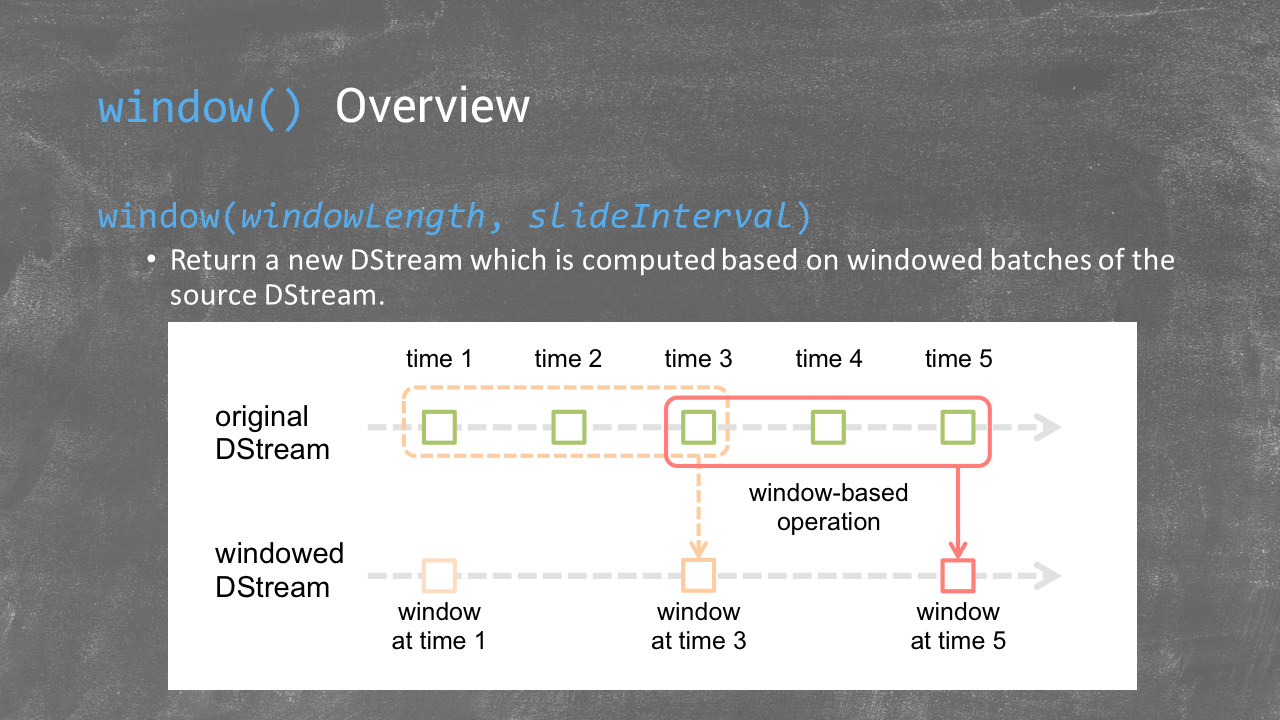 window() Overview
window(windowLength, slideInterval)
• Return a new DStream which is computed based on windowed batches of the
source DStream.
time 1 time 2 time 3 time 4 time 5
original
DStream
window-based
operation
windowed
DStream
window
at time 1
window
at time 3
window
at time 5